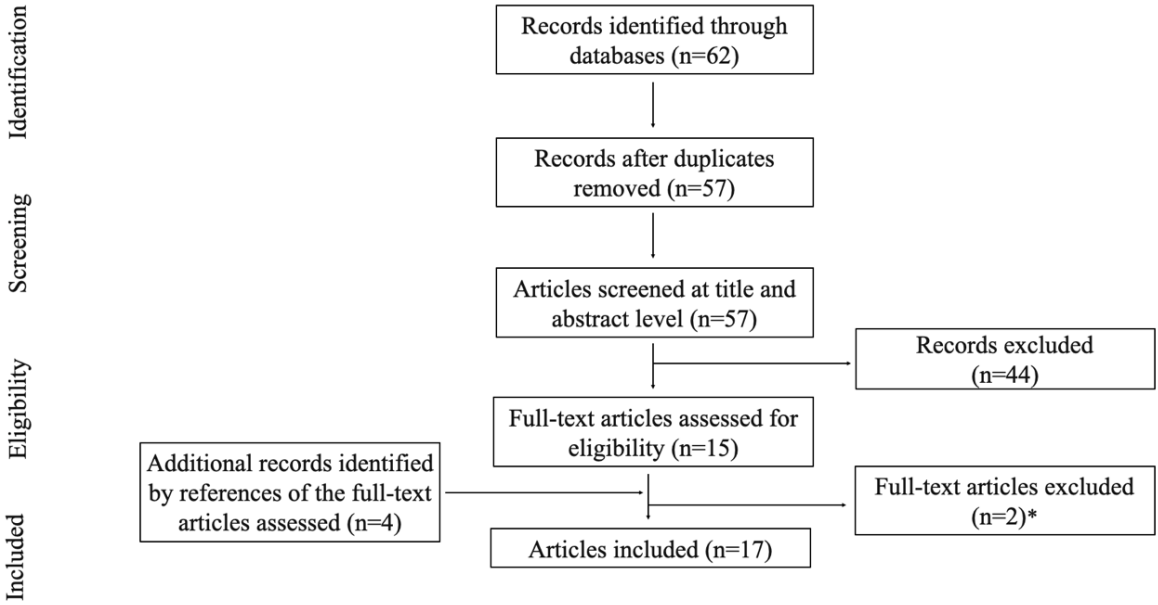 Identification
Records identified through
databases (n=62)
Records after duplicates
removed (n=57)
Screening
Articles screened at title and
abstract level (n=57)
Records excluded
(n=44)
Eligibility
Full-text articles assessed for
eligibility (n=15)
Additional records identified
by references of the full-text
articles assessed (n=4)
Full-text articles excluded
(n=2)*
Included
Articles included (n=17)